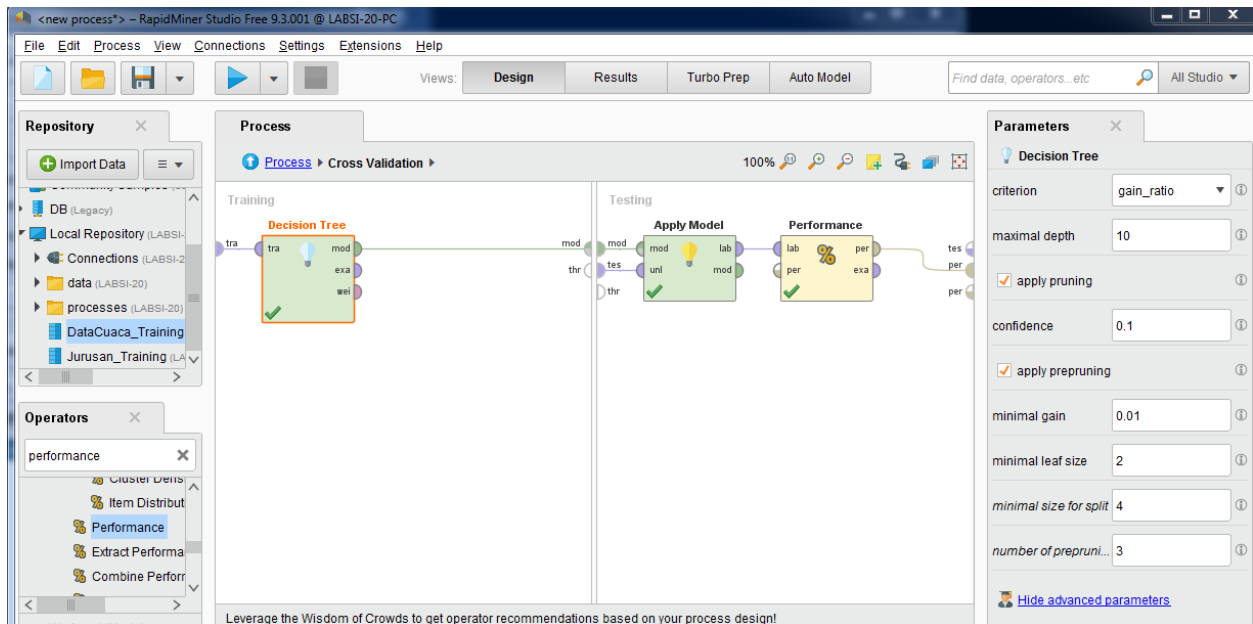 <new process*> – RapidMiner Studio Free 9.3.001 @ LABSI-20-PC
File Edit Process View Connections Settings Extensions Help
Views: Design Results Turbo Prep Auto Model
Find data, operators...etc
All Studio
Repository
Import Data
DB (Legacy)
Local Repository (LABSI-
Connections (LABSI-2
data (LABSI-20)
processes (LABSI-20)
DataCuaca_Training
Jurusan_Training (LA
Operators
performance
Cluster Dens
Item Distribut
Performance
Extract Performa
Combine Perforr
Process
Process Cross Validation
100%
Training
Decision Tree
tra
tra mod
exa
wei
mod
thr
Testing
Apply Model
mod
tes
thr
mod lab
unl mod
Performance
lab per
per exa
tes
per
per
Leverage the Wisdom of Crowds to get operator recommendations based on your process design!
Parameters
Decision Tree
criterion gain_ratio
maximal depth 10
apply pruning
confidence 0.1
apply prepruning
minimal gain 0.01
minimal leaf size 2
minimal size for split 4
number of prepruni... 3
Hide advanced parameters